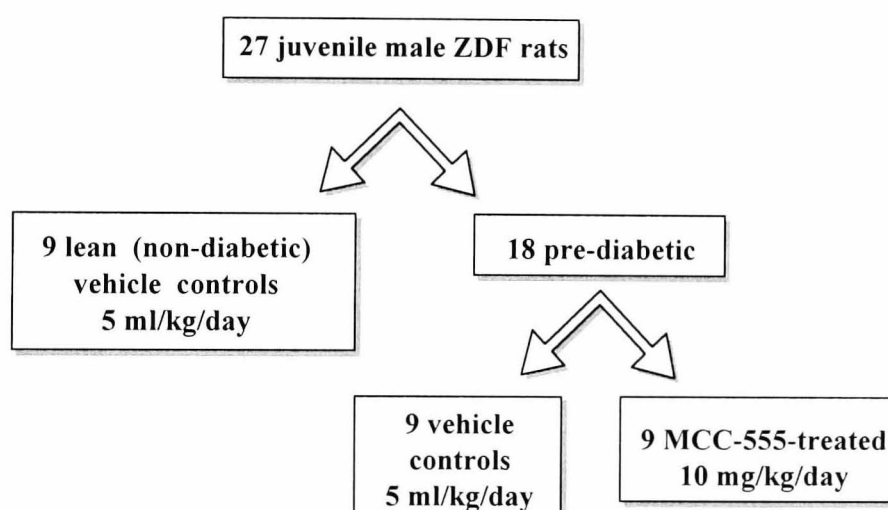 27 juvenile male ZDF rats
9 lean (non-diabetic)
vehicle controls
5 ml/kg/day
18 pre-diabetic
9 vehicle
controls
5 ml/kg/day
9 MCC-555-treated
10 mg/kg/day